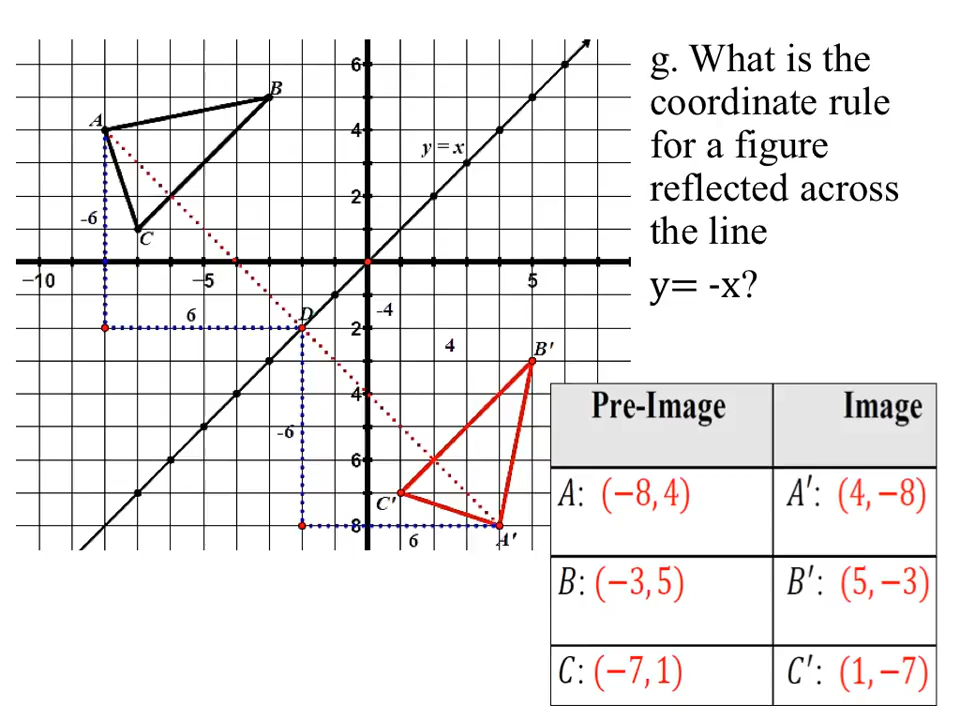 g. What is the
coordinate rule
for a figure
reflected across
the line
y= -x?
6
B
A
4
y = x
2
-6
C
−10
−5
5
6
D
-4
2
4
B'
4
-6
6
C'
8
6
A'
Pre-Image Image
A: (−8,4) A′: (4,−8)
B: (−3,5) B′: (5,−3)
C: (−7,1) C′: (1,−7)